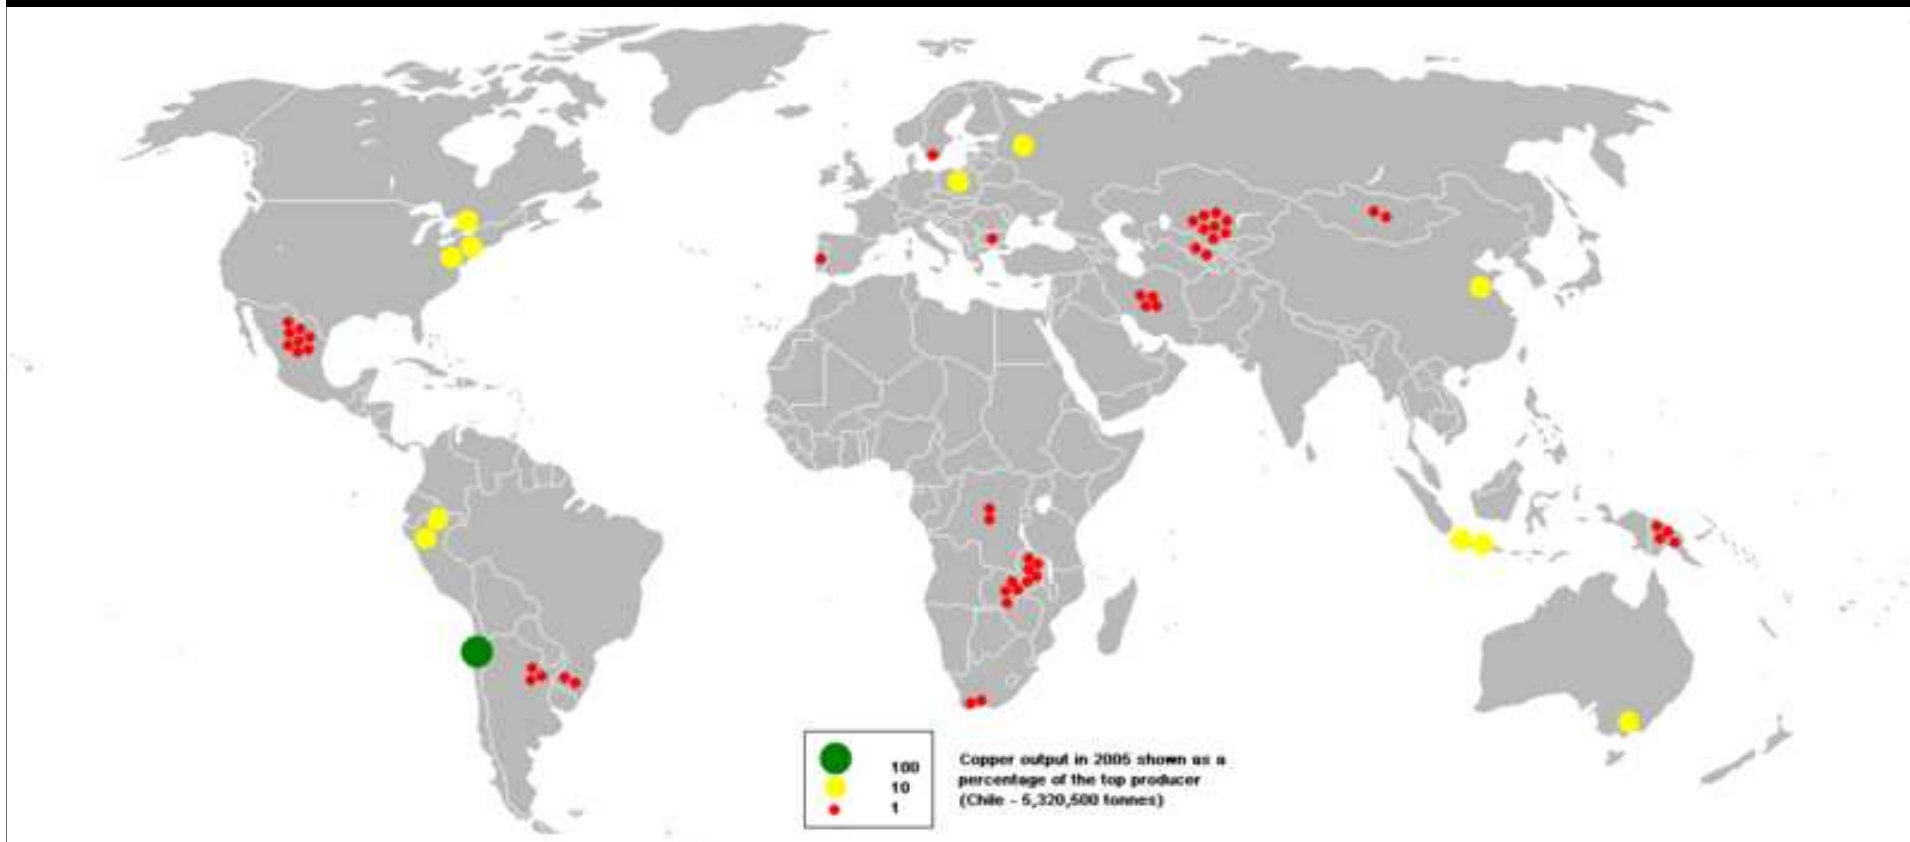 100
10
1
Copper output in 2005 shown as a
percentage of the top producer
(Chile - 5,320,500 tonnes)